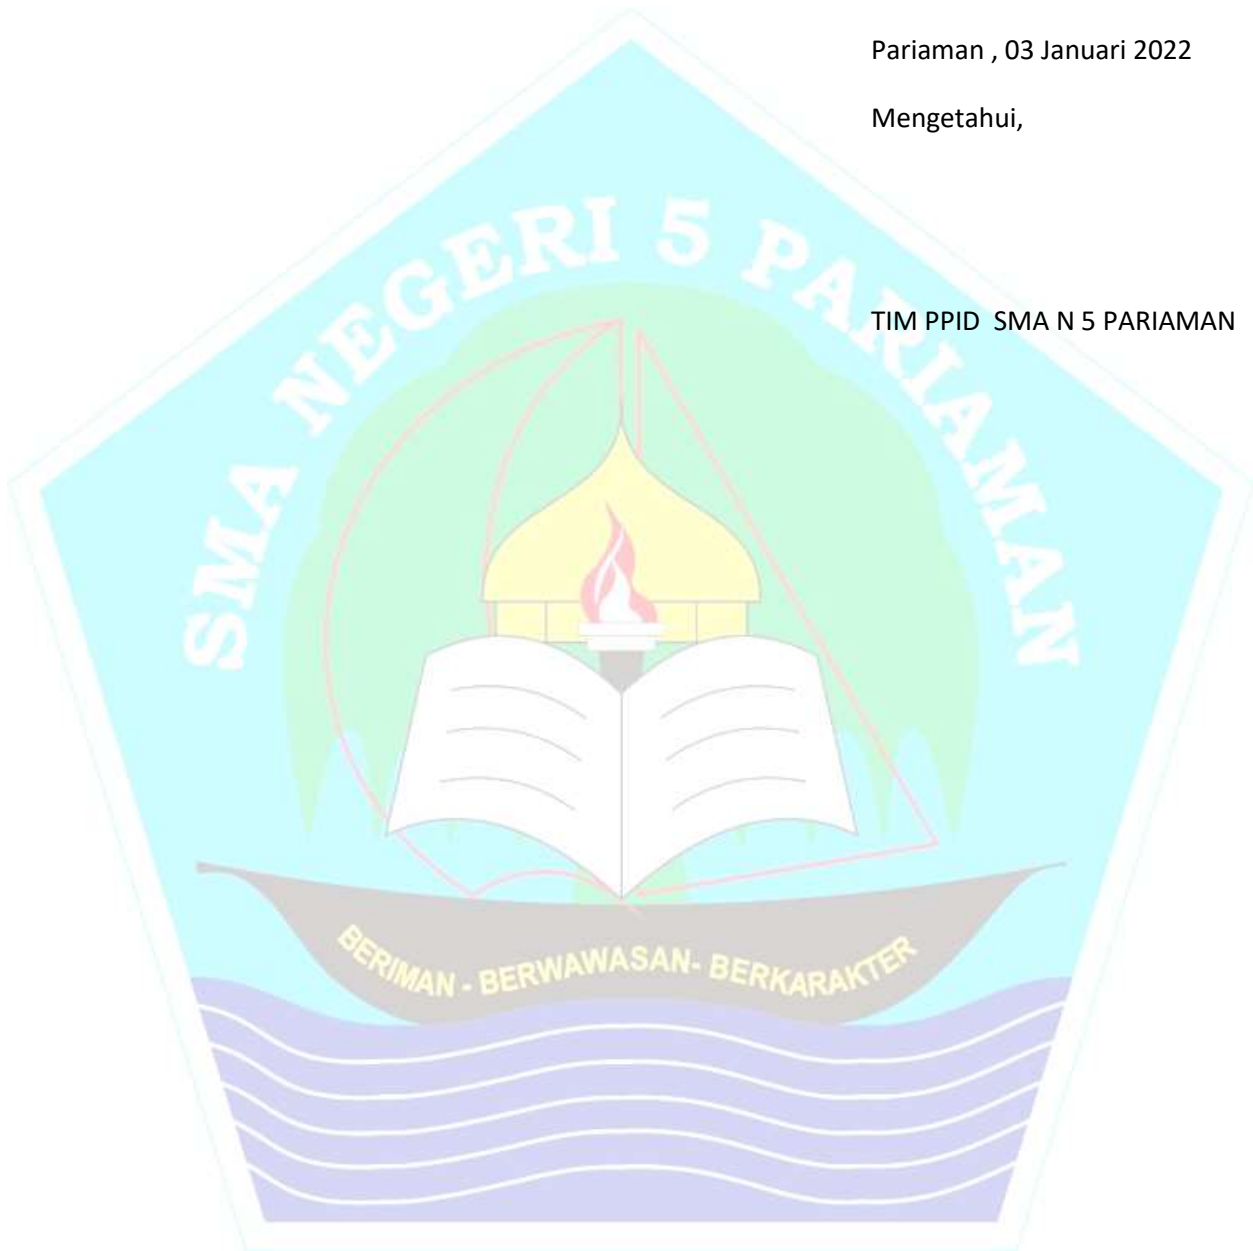 Pariaman , 03 Januari 2022
Mengetahui,
TIM PPID  SMA N 5 PARIAMAN
SMA NEGERI 5 PARIAMAN
BERIMAN - BERWAWASAN- BERKARAKTER